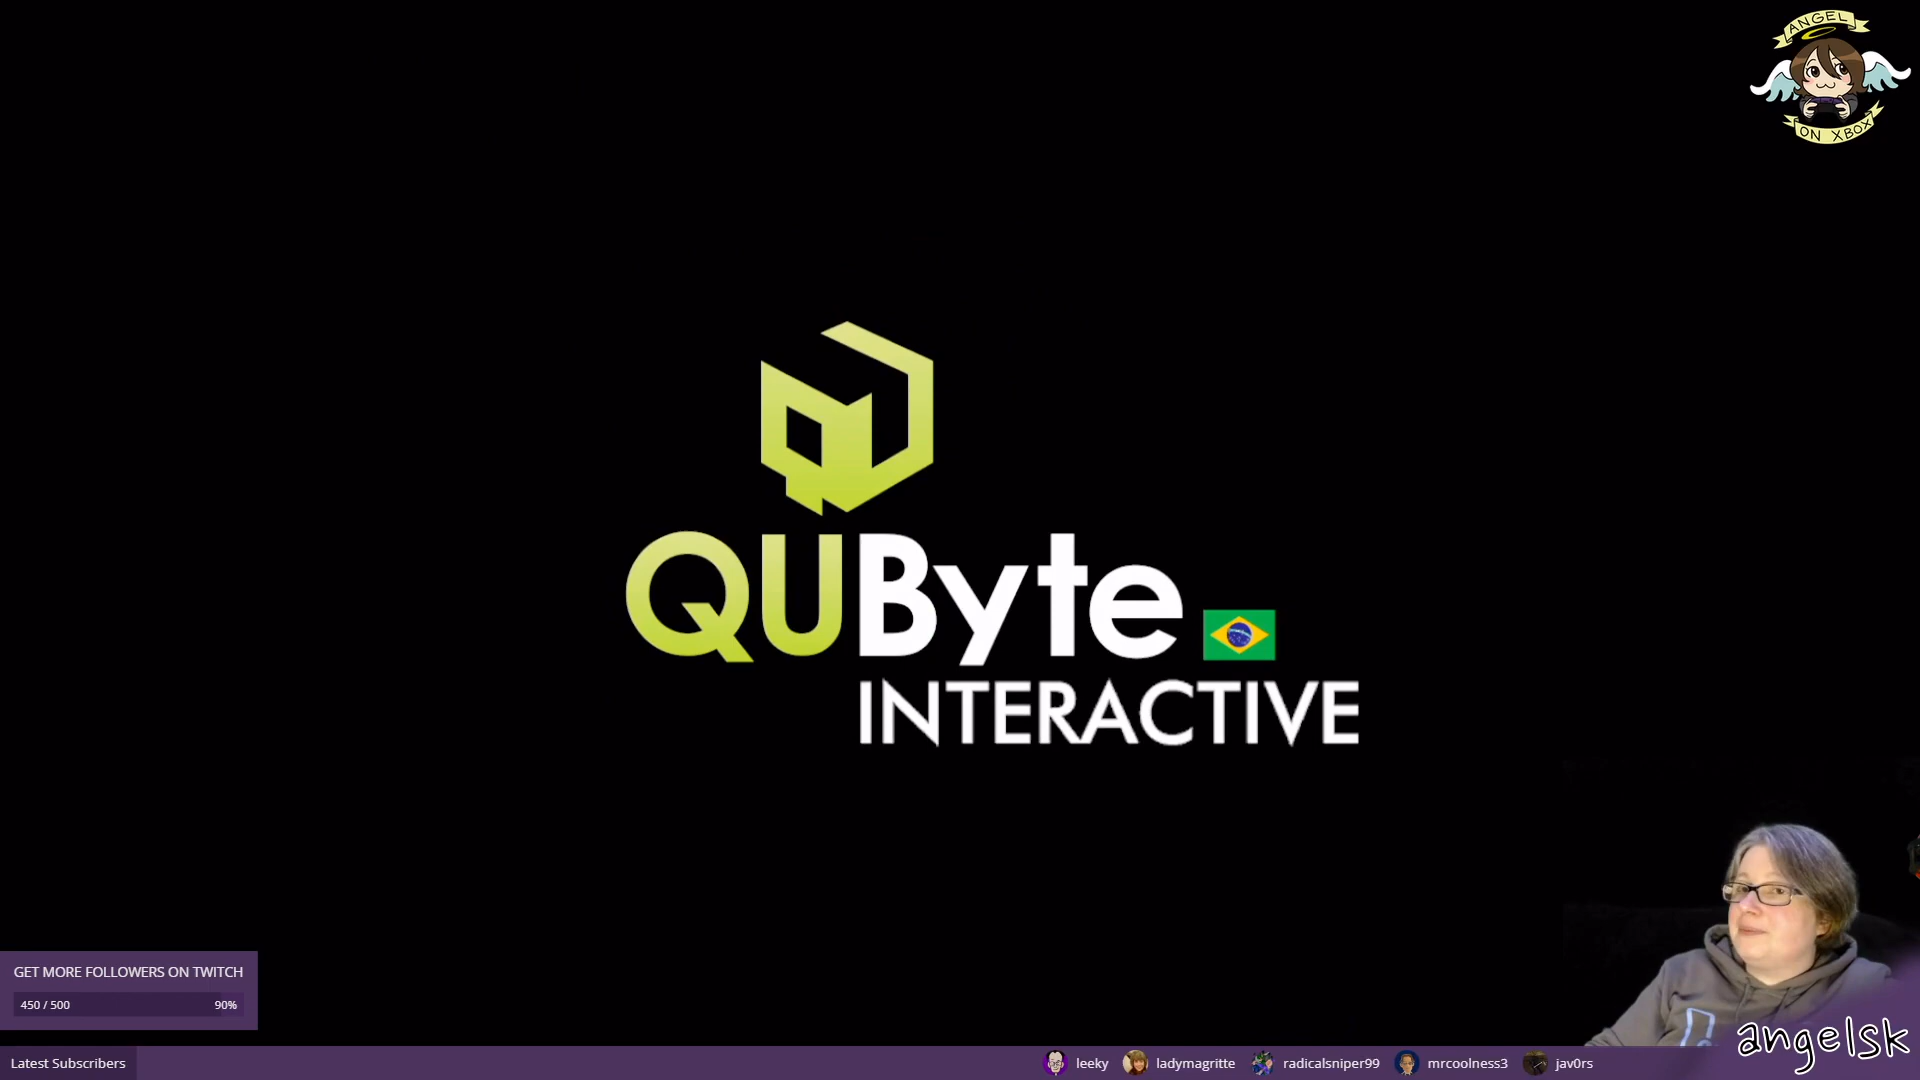 ANGEL
ON XBOX
QUByte
INTERACTIVE
GET MORE FOLLOWERS ON TWITCH
450 / 500 90%
angelsk
Latest Subscribers leeky ladymagritte radicalsniper99 mrcoolness3 jav0rs